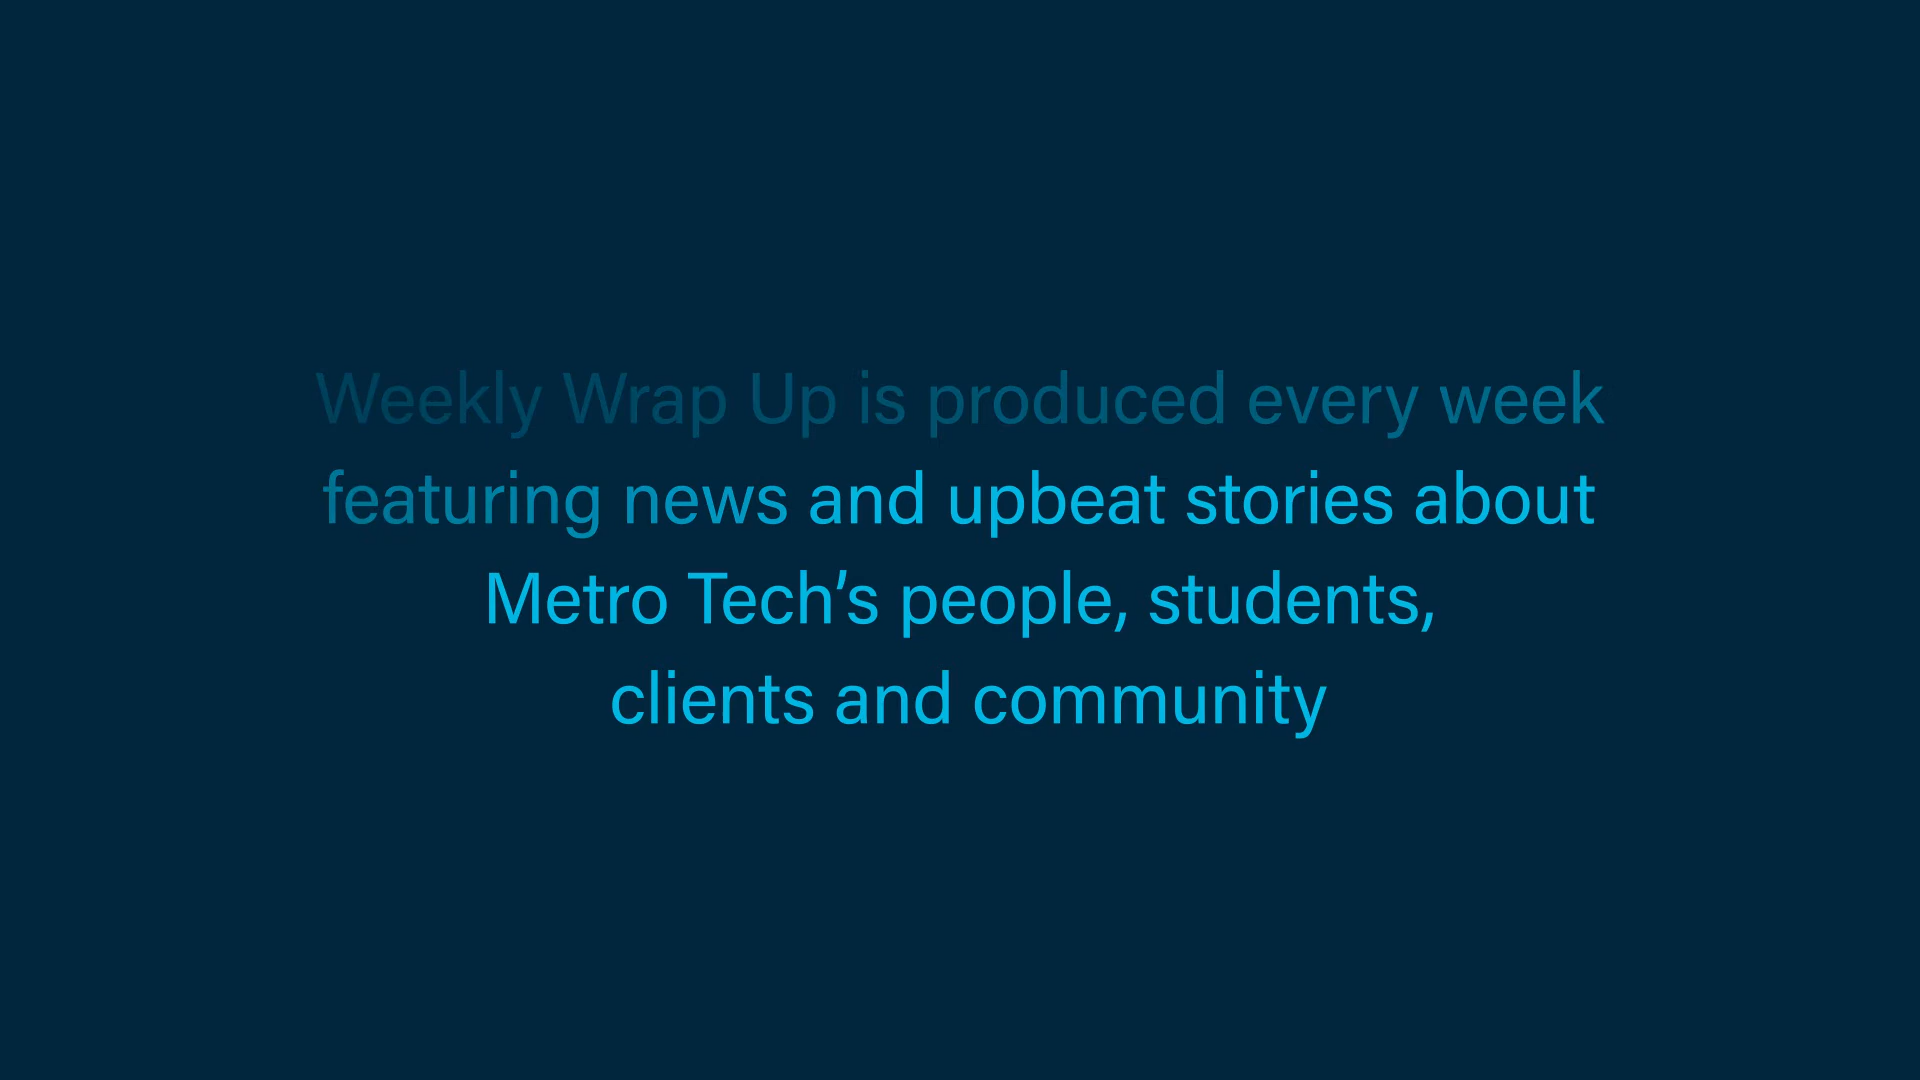 Weekly Wrap Up is produced every week
featuring news and upbeat stories about
Metro Tech’s people, students,
clients and community